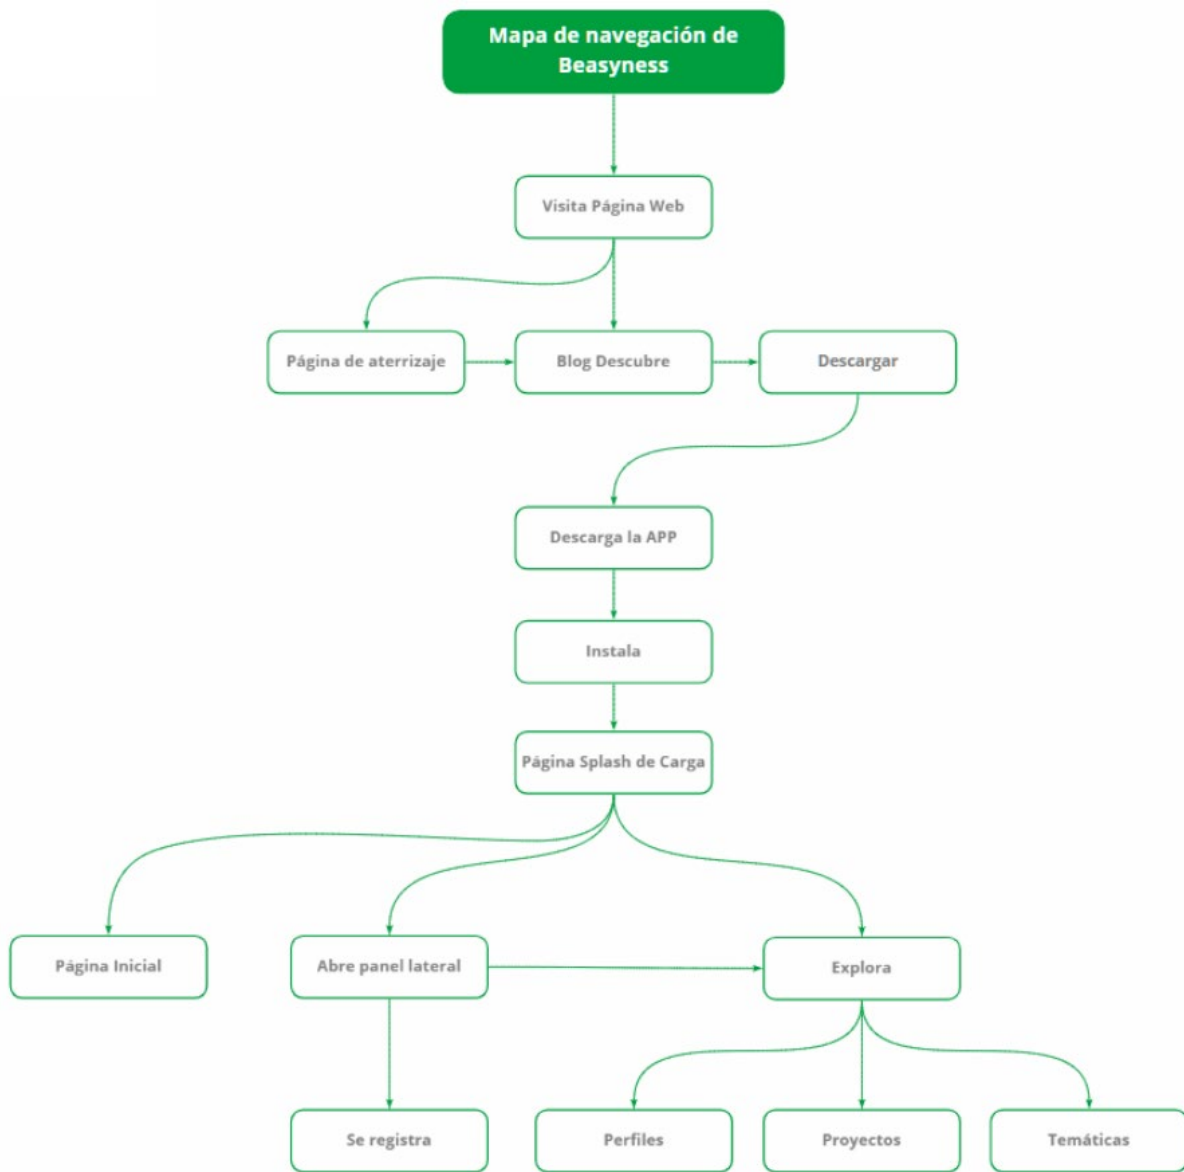 Mapa de navegación de
Beasyness
Visita Página Web
Página de aterrizaje
Blog Descubre
Descargar
Descarga la APP
Instala
Página Splash de Carga
Página Inicial
Abre panel lateral
Explora
Se registra
Perfiles
Proyectos
Temáticas